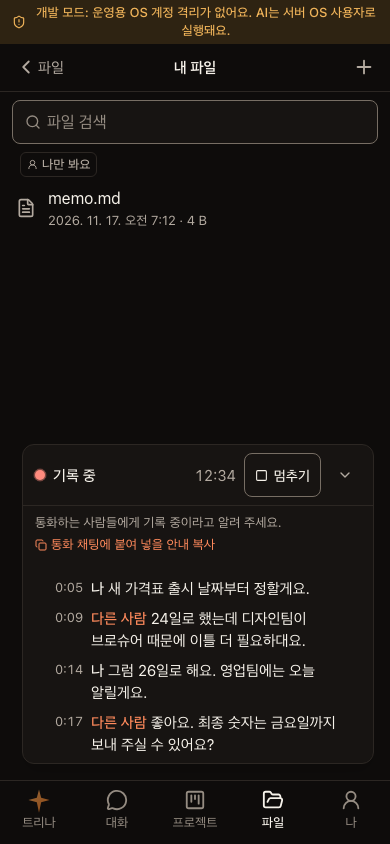 개발 모드: 운영용 OS 계정 격리가 없어요. AI는 서버 OS 사용자로
실행돼요.
파일
내 파일
파일 검색
나만 봐요
memo.md
2026. 11. 17. 오전 7:12 · 4 B
기록 중
12:34
멈추기
통화하는 사람들에게 기록 중이라고 알려 주세요.
통화 채팅에 붙여 넣을 안내 복사
0:05 나 새 가격표 출시 날짜부터 정할게요.
0:09 다른 사람 24일로 했는데 디자인팀이
브로슈어 때문에 이틀 더 필요하대요.
0:14 나 그럼 26일로 해요. 영업팀에는 오늘
알릴게요.
0:17 다른 사람 좋아요. 최종 숫자는 금요일까지
보내 주실 수 있어요?
트리나
대화
프로젝트
파일
나